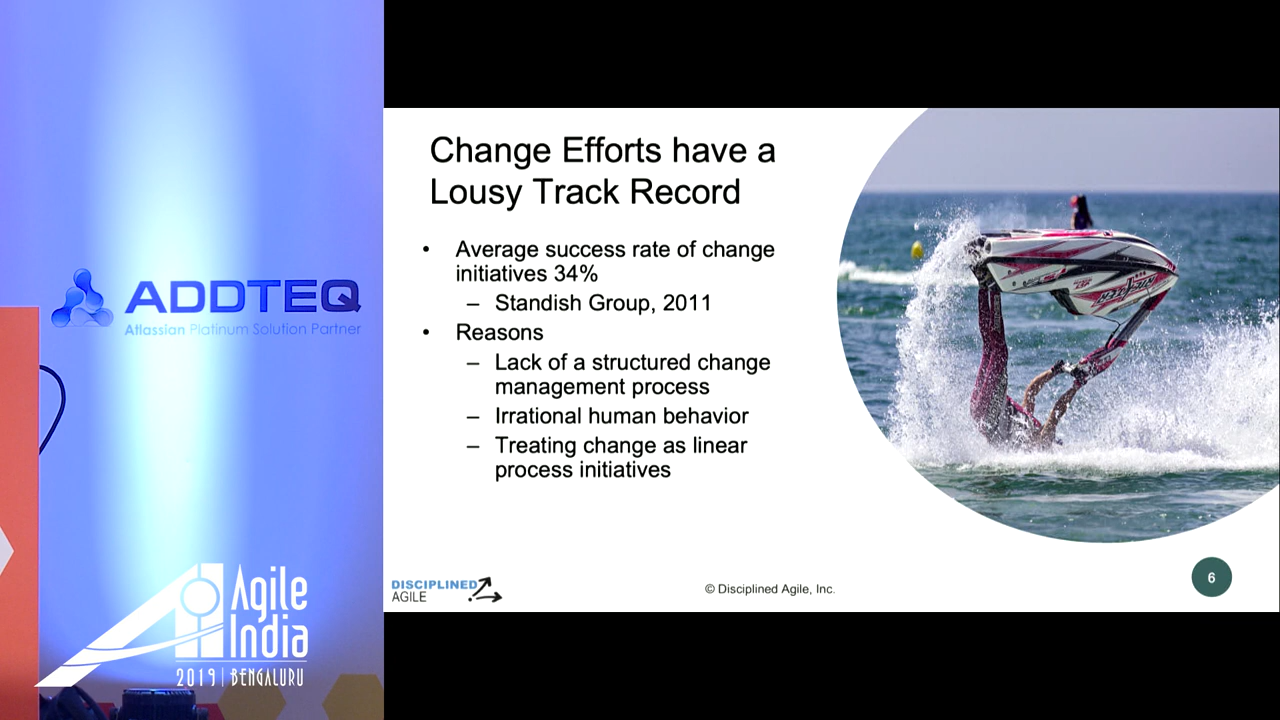 ADDTEQ
Atlassian Platinum Solution Partner
Agile
India
2019 | BENGALURU
Change Efforts have a
Lousy Track Record
• Average success rate of change
initiatives 34%
– Standish Group, 2011
• Reasons
– Lack of a structured change
management process
– Irrational human behavior
– Treating change as linear
process initiatives
DISCIPLINED
AGILE
© Disciplined Agile, Inc.
6